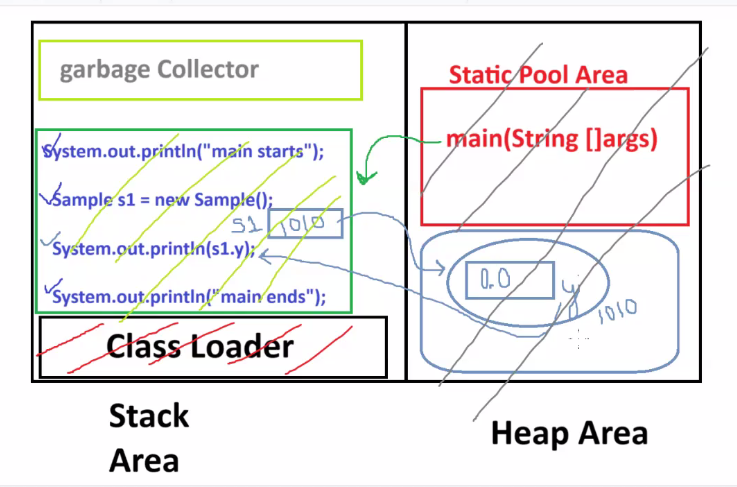 garbage Collector
System.out.println("main starts");
Sample s1 = new Sample();
s1 1010
System.out.println(s1.y);
System.out.println("main ends");
Class Loader
Stack
Area
Static Pool Area
main(String []args)
0.0
y
1010
Heap Area